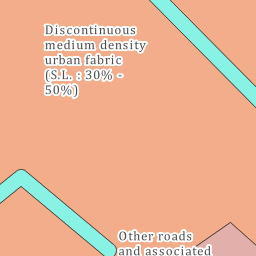 Discontinuous
medium density
urban fabric
(S.L. : 30% -
50%)
Other roads
and associated